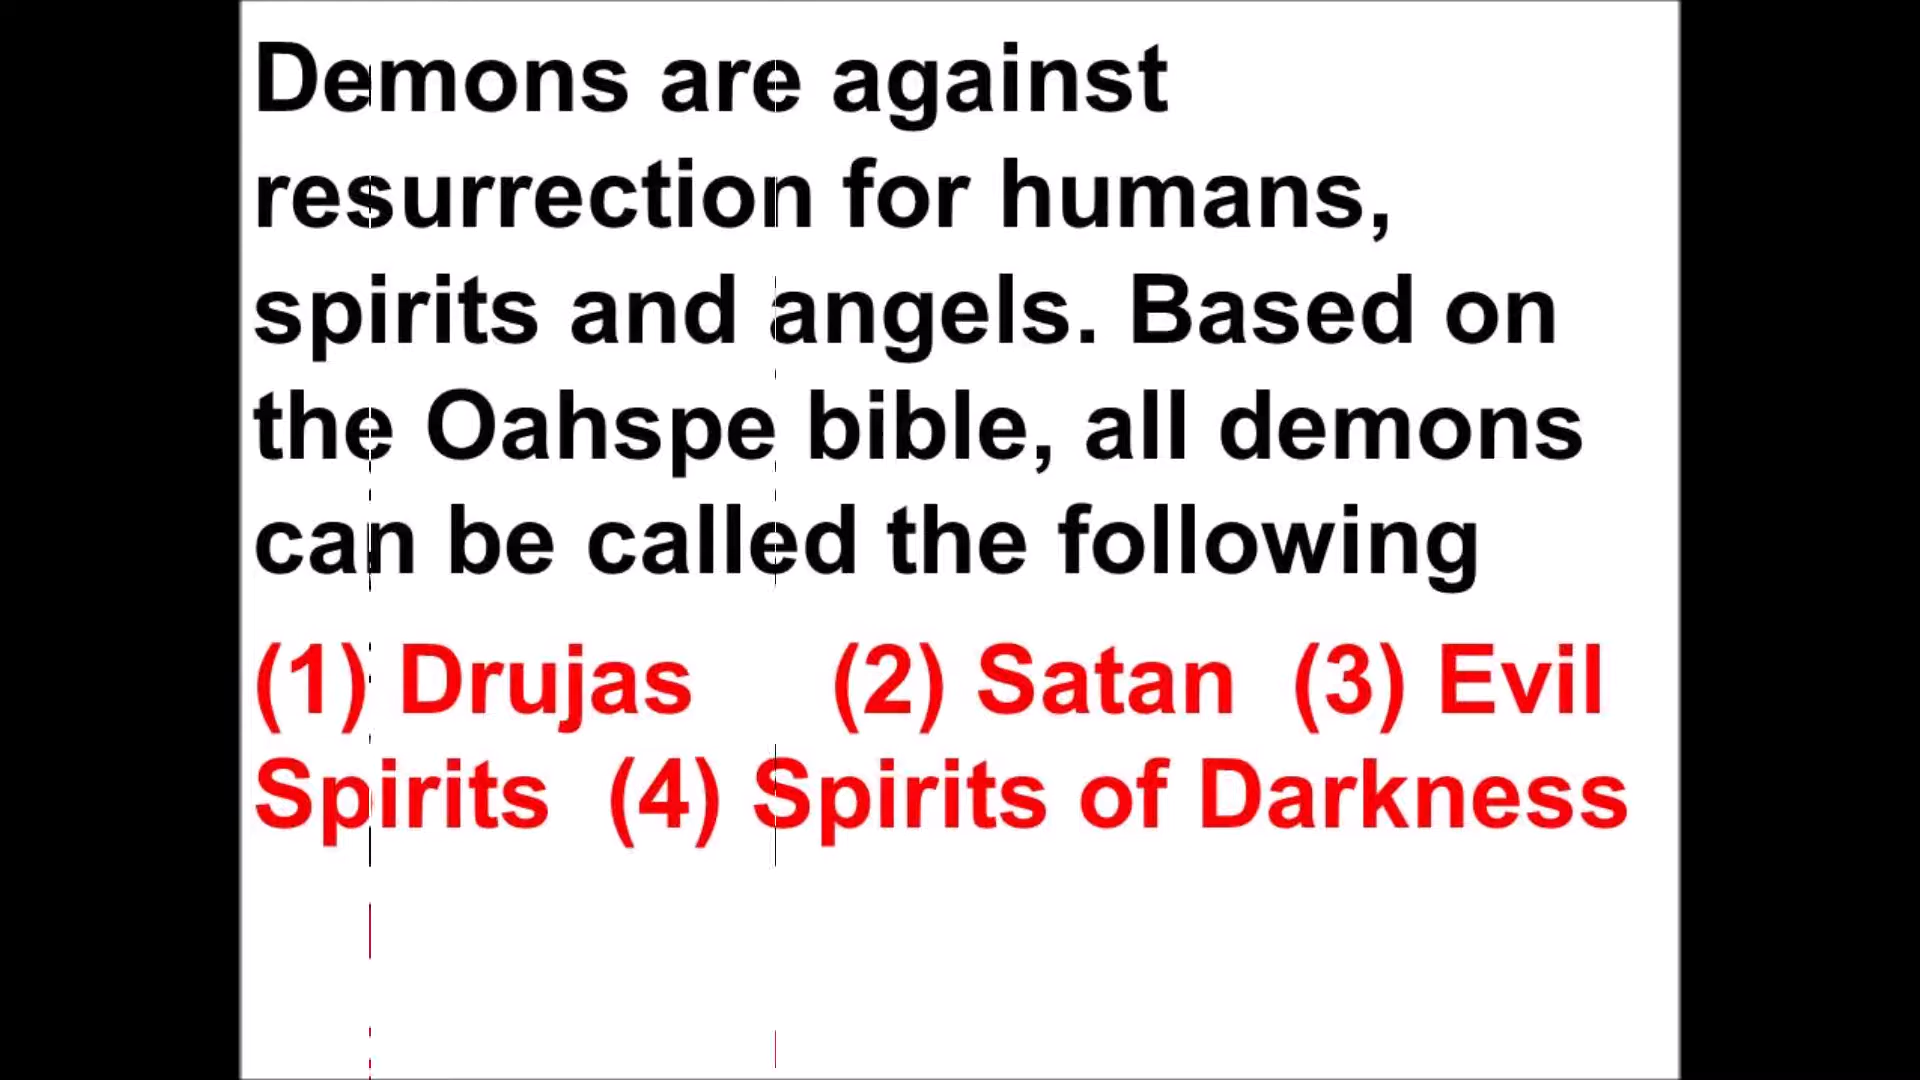 Demons are against
resurrection for humans,
spirits and angels. Based on
the Oahspe bible, all demons
can be called the following
(1) Drujas (2) Satan (3) Evil
Spirits (4) Spirits of Darkness